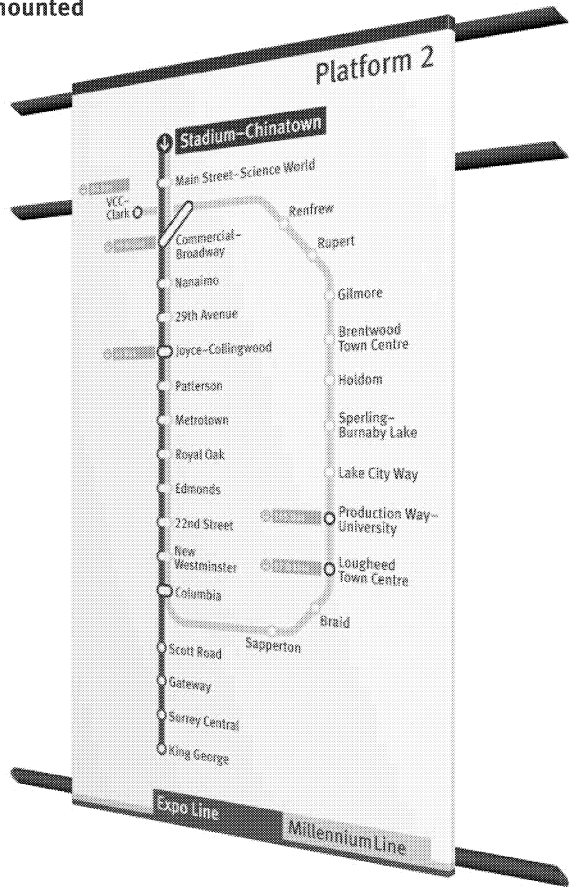 mounted
Platform 2
Stadium–Chinatown
Main Street–Science World
VCC–
Clark
Commercial–
Broadway
Nanaimo
29th Avenue
Joyce–Collingwood
Patterson
Metrotown
Royal Oak
Edmonds
22nd Street
New
Westminster
Columbia
Scott Road
Gateway
Surrey Central
King George
Renfrew
Rupert
Gilmore
Brentwood
Town Centre
Holdom
Sperling–
Burnaby Lake
Lake City Way
Production Way–
University
Lougheed
Town Centre
Braid
Sapperton
Expo Line
Millennium Line